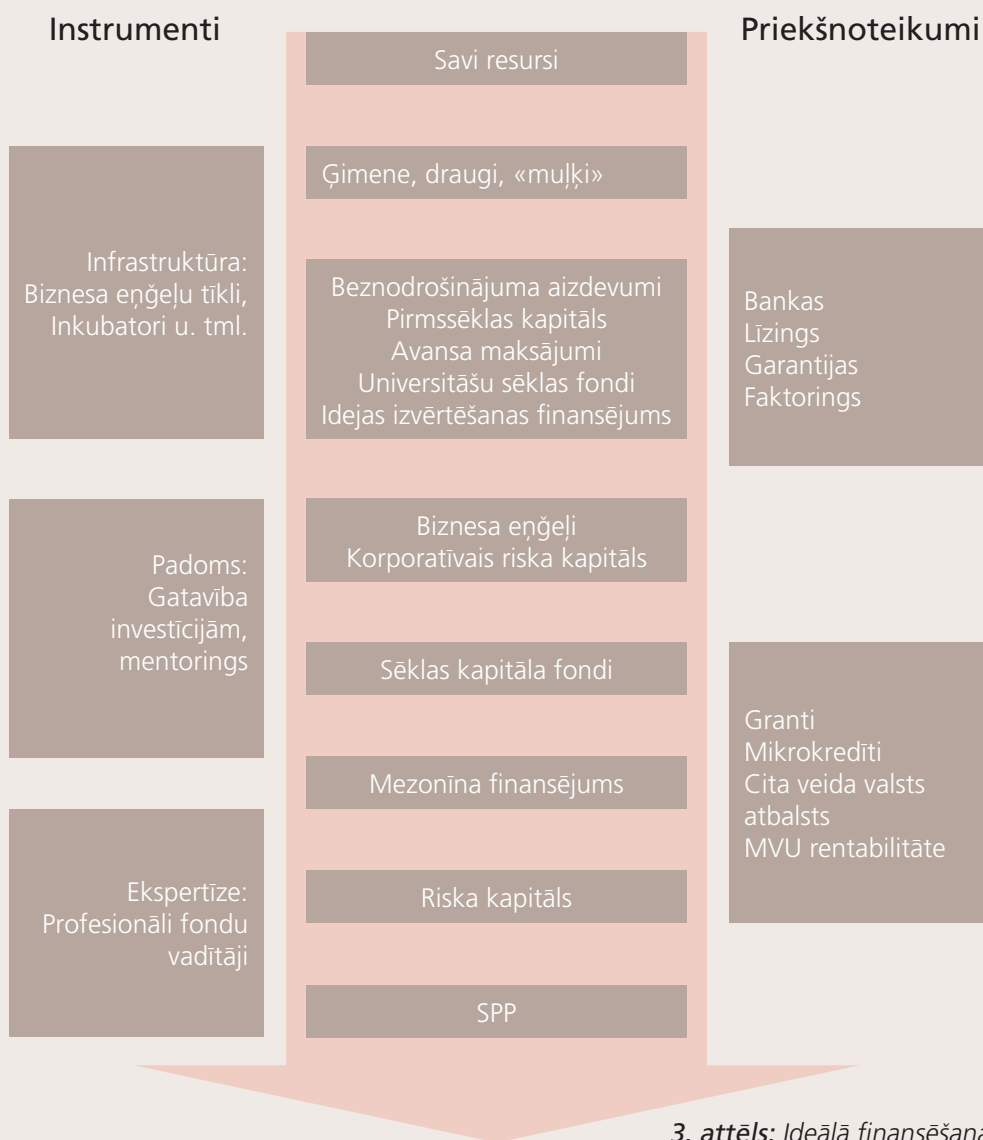 Instrumenti
Priekšnoteikumi
Savi resursi
Ģimene, draugi, «muļķi»
Infrastruktūra:
Biznesa eņģeļu tīkli,
Inkubatori u. tml.
Beznodrošinājuma aizdevumi
Pirmssēklas kapitāls
Avansa maksājumi
Universitāšu sēklas fondi
Idejas izvērtēšanas finansējums
Bankas
Līzings
Garantijas
Faktorings
Padoms:
Gatavība
investīcijām,
mentorings
Biznesa eņģeļi
Korporatīvais riska kapitāls
Sēklas kapitāla fondi
Mezonīna finansējums
Granti
Mikrokredīti
Cita veida valsts
atbalsts
MVU rentabilitāte
Ekspertīze:
Profesionāli fondu
vadītāji
Riska kapitāls
SPP
3. attēls: Ideālā finansēšana